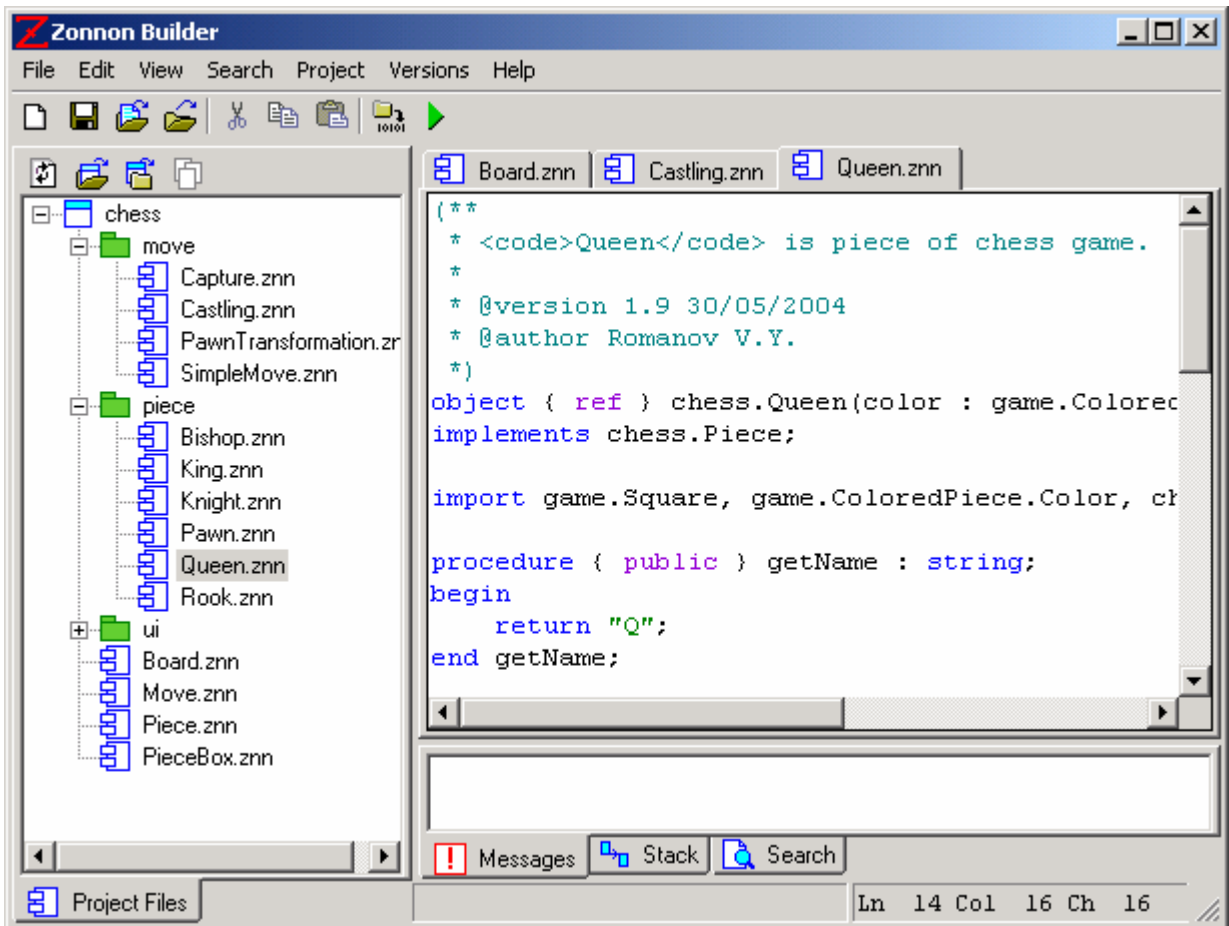 Zonnon Builder
File Edit View Search Project Versions Help
chess
move
Capture.znn
Castling.znn
PawnTransformation.zr
SimpleMove.znn
piece
Bishop.znn
King.znn
Knight.znn
Pawn.znn
Queen.znn
Rook.znn
ui
Board.znn
Move.znn
Piece.znn
PieceBox.znn
Project Files
Board.znn Castling.znn Queen.znn
(**
* <code>Queen</code> is piece of chess game.
*
* @version 1.9 30/05/2004
* @author Romanov V.Y.
*)
object { ref } chess.Queen(color : game.Colored
implements chess.Piece;
import game.Square, game.ColoredPiece.Color, ch
procedure { public } getName : string;
begin
return "Q";
end getName;
Messages Stack Search
Ln 14 Col 16 Ch 16